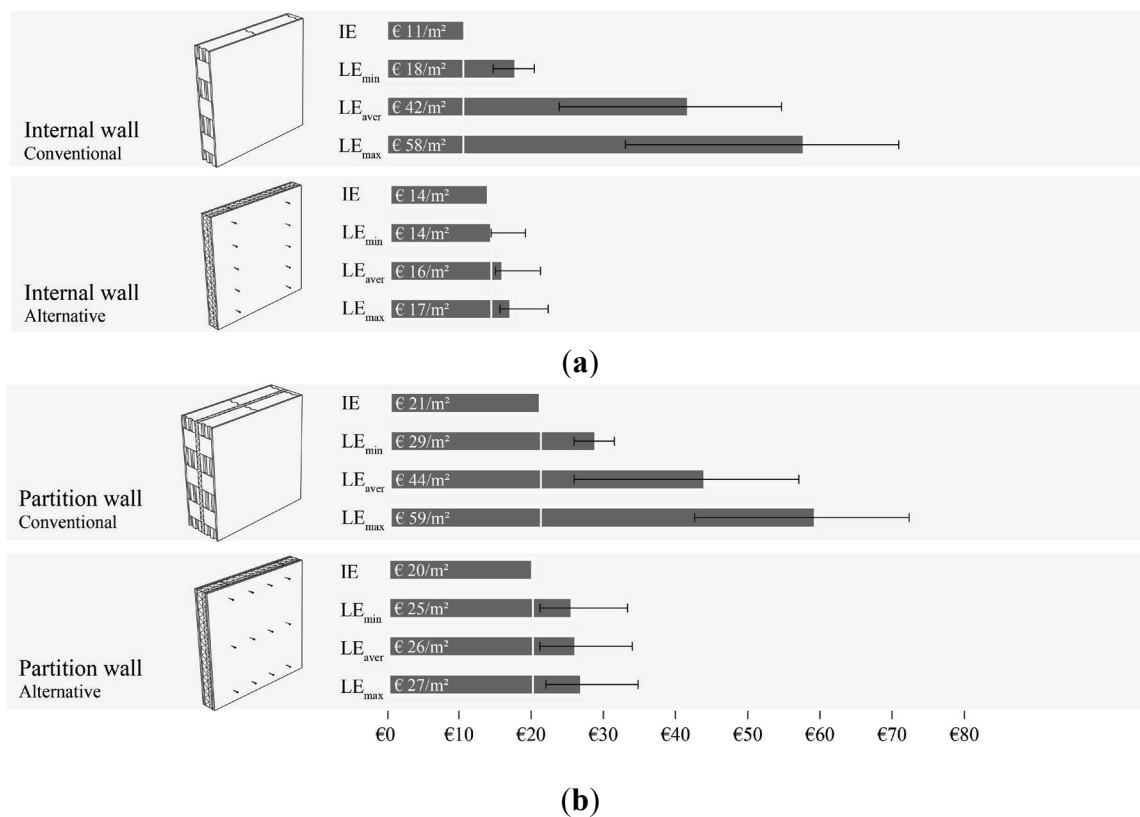 IE € 11/m²
LEmin € 18/m²
LEaver € 42/m²
LEmax € 58/m²
Internal wall
Conventional
IE € 14/m²
LEmin € 14/m²
LEaver € 16/m²
LEmax € 17/m²
Internal wall
Alternative
(a)
IE € 21/m²
LEmin € 29/m²
LEaver € 44/m²
LEmax € 59/m²
Partition wall
Conventional
IE € 20/m²
LEmin € 25/m²
LEaver € 26/m²
LEmax € 27/m²
Partition wall
Alternative
€0 €10 €20 €30 €40 €50 €60 €70 €80
(b)